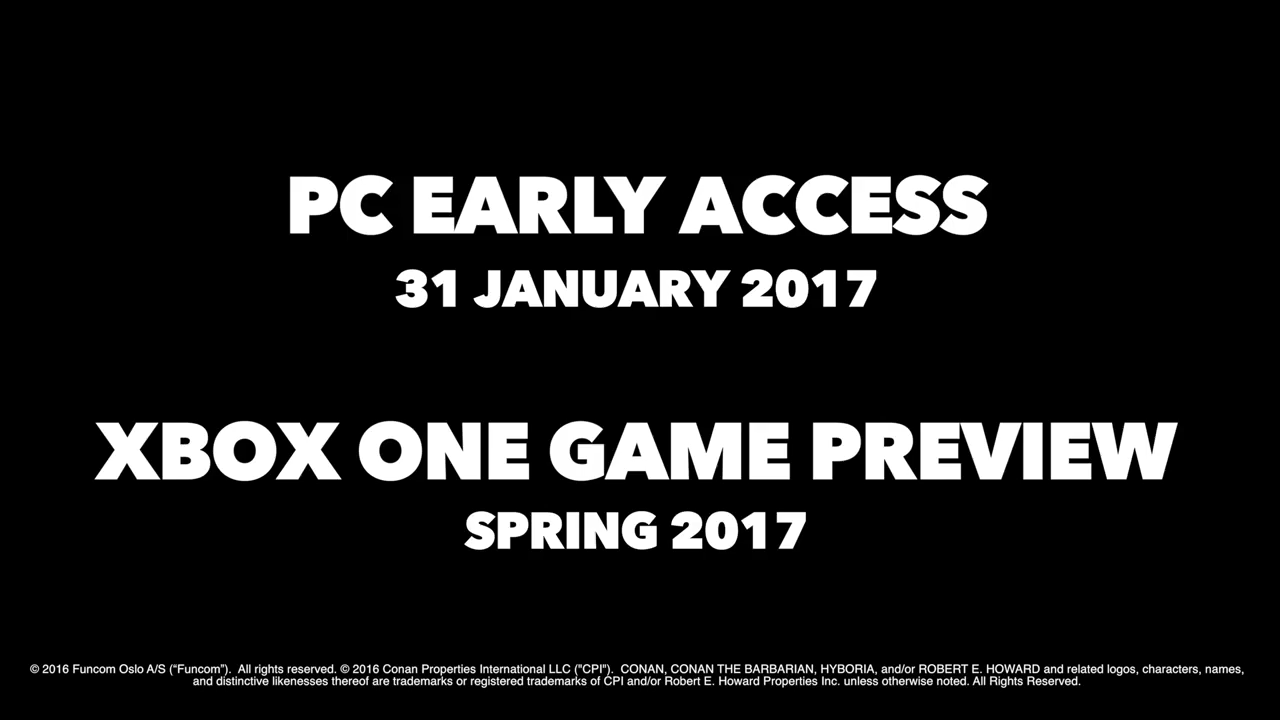 PC EARLY ACCESS
31 JANUARY 2017
XBOX ONE GAME PREVIEW
SPRING 2017
© 2016 Funcom Oslo A/S (“Funcom”).  All rights reserved. © 2016 Conan Properties International LLC ("CPI").  CONAN, CONAN THE BARBARIAN, HYBORIA, and/or ROBERT E. HOWARD and related logos, characters, names,
and distinctive likenesses thereof are trademarks or registered trademarks of CPI and/or Robert E. Howard Properties Inc. unless otherwise noted. All Rights Reserved.